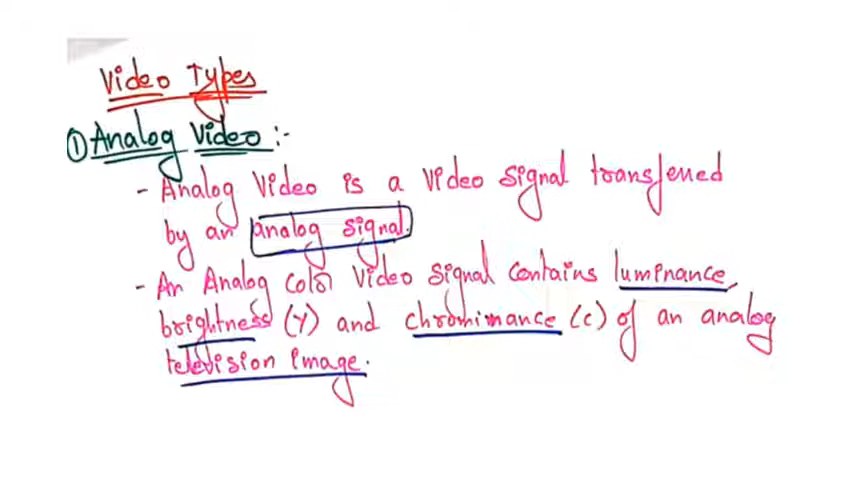 Video Types
① Analog Video :-
- Analog Video is a video signal transferred
by an analog signal.
- An Analog color Video signal contains luminance,
brightness (Y) and chrominance (c) of an analog
television image.